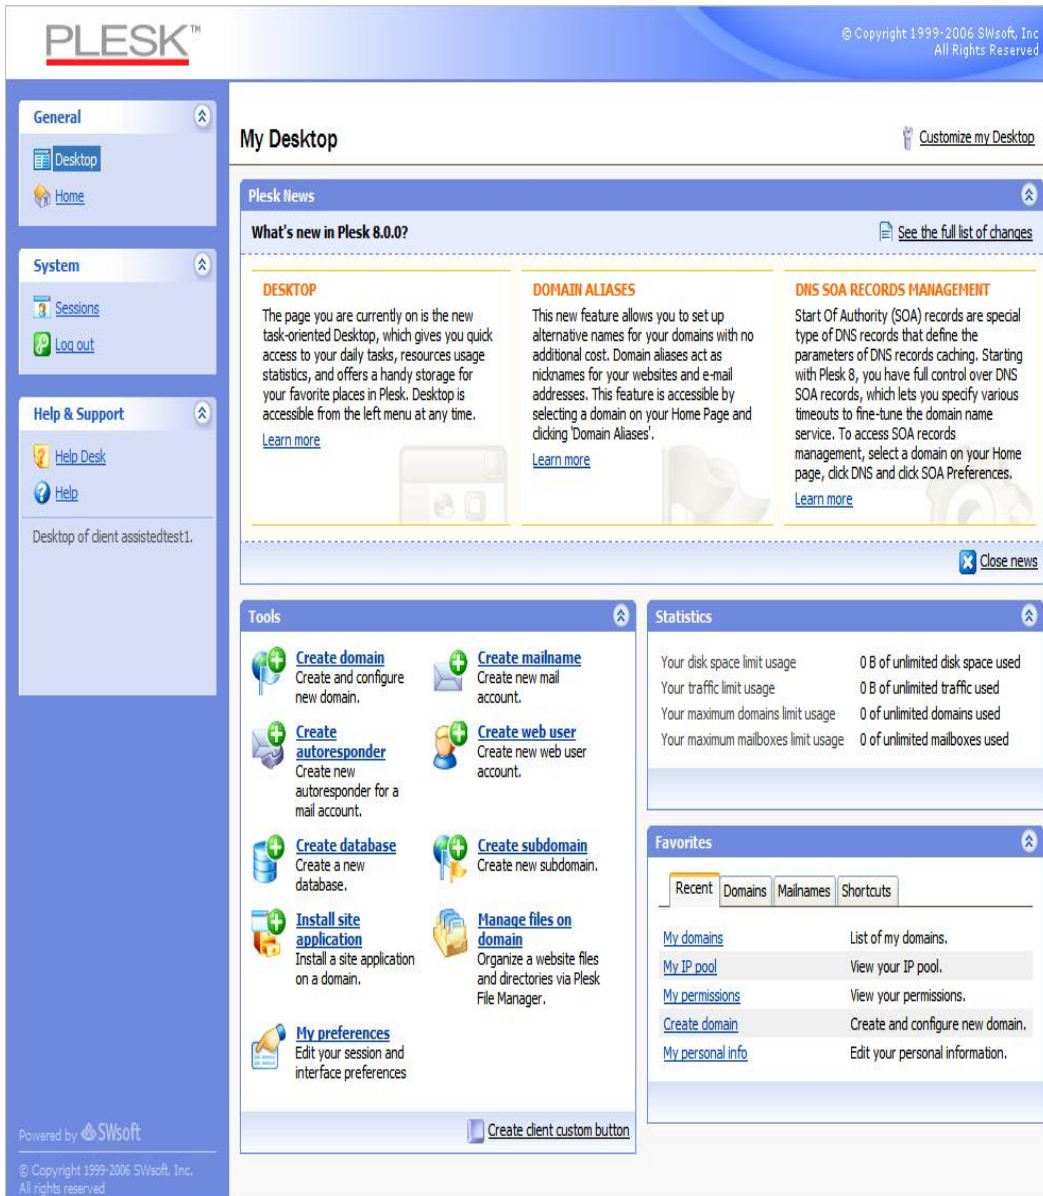 PLESK™
© Copyright 1999-2006 SWsoft, Inc
All Rights Reserved
General
Desktop
Home
System
Sessions
Log out
Help & Support
Help Desk
Help
Desktop of client assistedtest1.
My Desktop
Customize my Desktop
Plesk News
What's new in Plesk 8.0.0?
See the full list of changes
DESKTOP
The page you are currently on is the new
task-oriented Desktop, which gives you quick
access to your daily tasks, resources usage
statistics, and offers a handy storage for
your favorite places in Plesk. Desktop is
accessible from the left menu at any time.
Learn more
DOMAIN ALIASES
This new feature allows you to set up
alternative names for your domains with no
additional cost. Domain aliases act as
nicknames for your websites and e-mail
addresses. This feature is accessible by
selecting a domain on your Home Page and
clicking 'Domain Aliases'.
Learn more
DNS SOA RECORDS MANAGEMENT
Start Of Authority (SOA) records are special
type of DNS records that define the
parameters of DNS records caching. Starting
with Plesk 8, you have full control over DNS
SOA records, which lets you specify various
timeouts to fine-tune the domain name
service. To access SOA records
management, select a domain on your Home
page, click DNS and click SOA Preferences.
Learn more
Close news
Tools
Create domain
Create and configure
new domain.
Create mailname
Create new mail
account.
Create
autoresponder
Create new
autoresponder for a
mail account.
Create web user
Create new web user
account.
Create database
Create a new
database.
Create subdomain
Create new subdomain.
Install site
application
Install a site application
on a domain.
Manage files on
domain
Organize a website files
and directories via Plesk
File Manager.
My preferences
Edit your session and
interface preferences
Create client custom button
Statistics
Your disk space limit usage 0 B of unlimited disk space used
Your traffic limit usage 0 B of unlimited traffic used
Your maximum domains limit usage 0 of unlimited domains used
Your maximum mailboxes limit usage 0 of unlimited mailboxes used
Favorites
Recent Domains Mailnames Shortcuts
My domains List of my domains.
My IP pool View your IP pool.
My permissions View your permissions.
Create domain Create and configure new domain.
My personal info Edit your personal information.
Powered by SWsoft
© Copyright 1999-2006 SWsoft, Inc.
All rights reserved